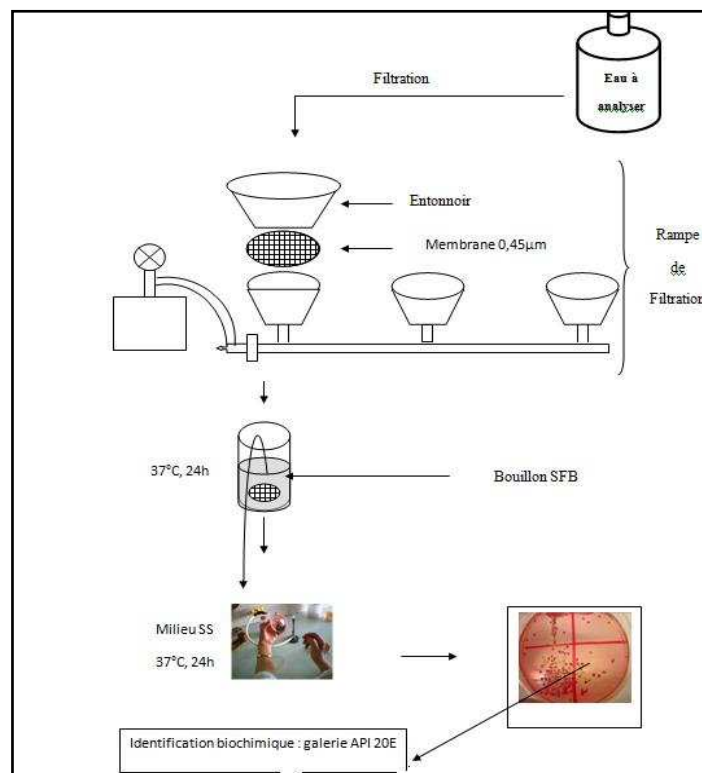 Eau à
analyser
Filtration
Entonnoir
Membrane 0,45µm
Rampe
de
Filtration
37°C, 24h
Bouillon SFB
Milieu SS
37°C, 24h
Identification biochimique : galerie API 20E